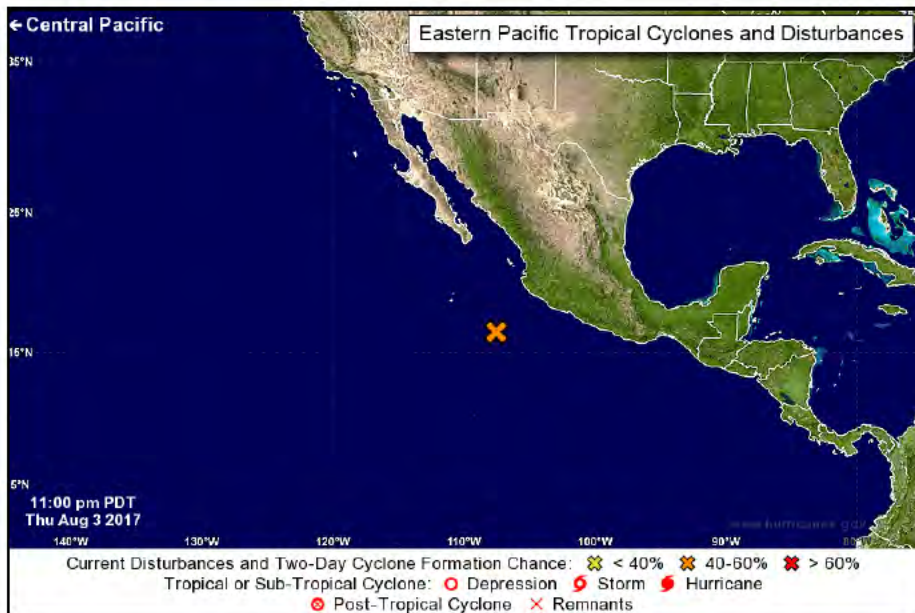 ← Central Pacific
Eastern Pacific Tropical Cyclones and Disturbances
35°N
25°N
15°N
5°N
11:00 pm PDT
Thu Aug 3 2017
www.hurricanes.gov
140°W 130°W 120°W 110°W 100°W 90°W 80°W
Current Disturbances and Two-Day Cyclone Formation Chance: < 40% 40-60% > 60%
Tropical or Sub-Tropical Cyclone: Depression Storm Hurricane
Post-Tropical Cyclone Remnants